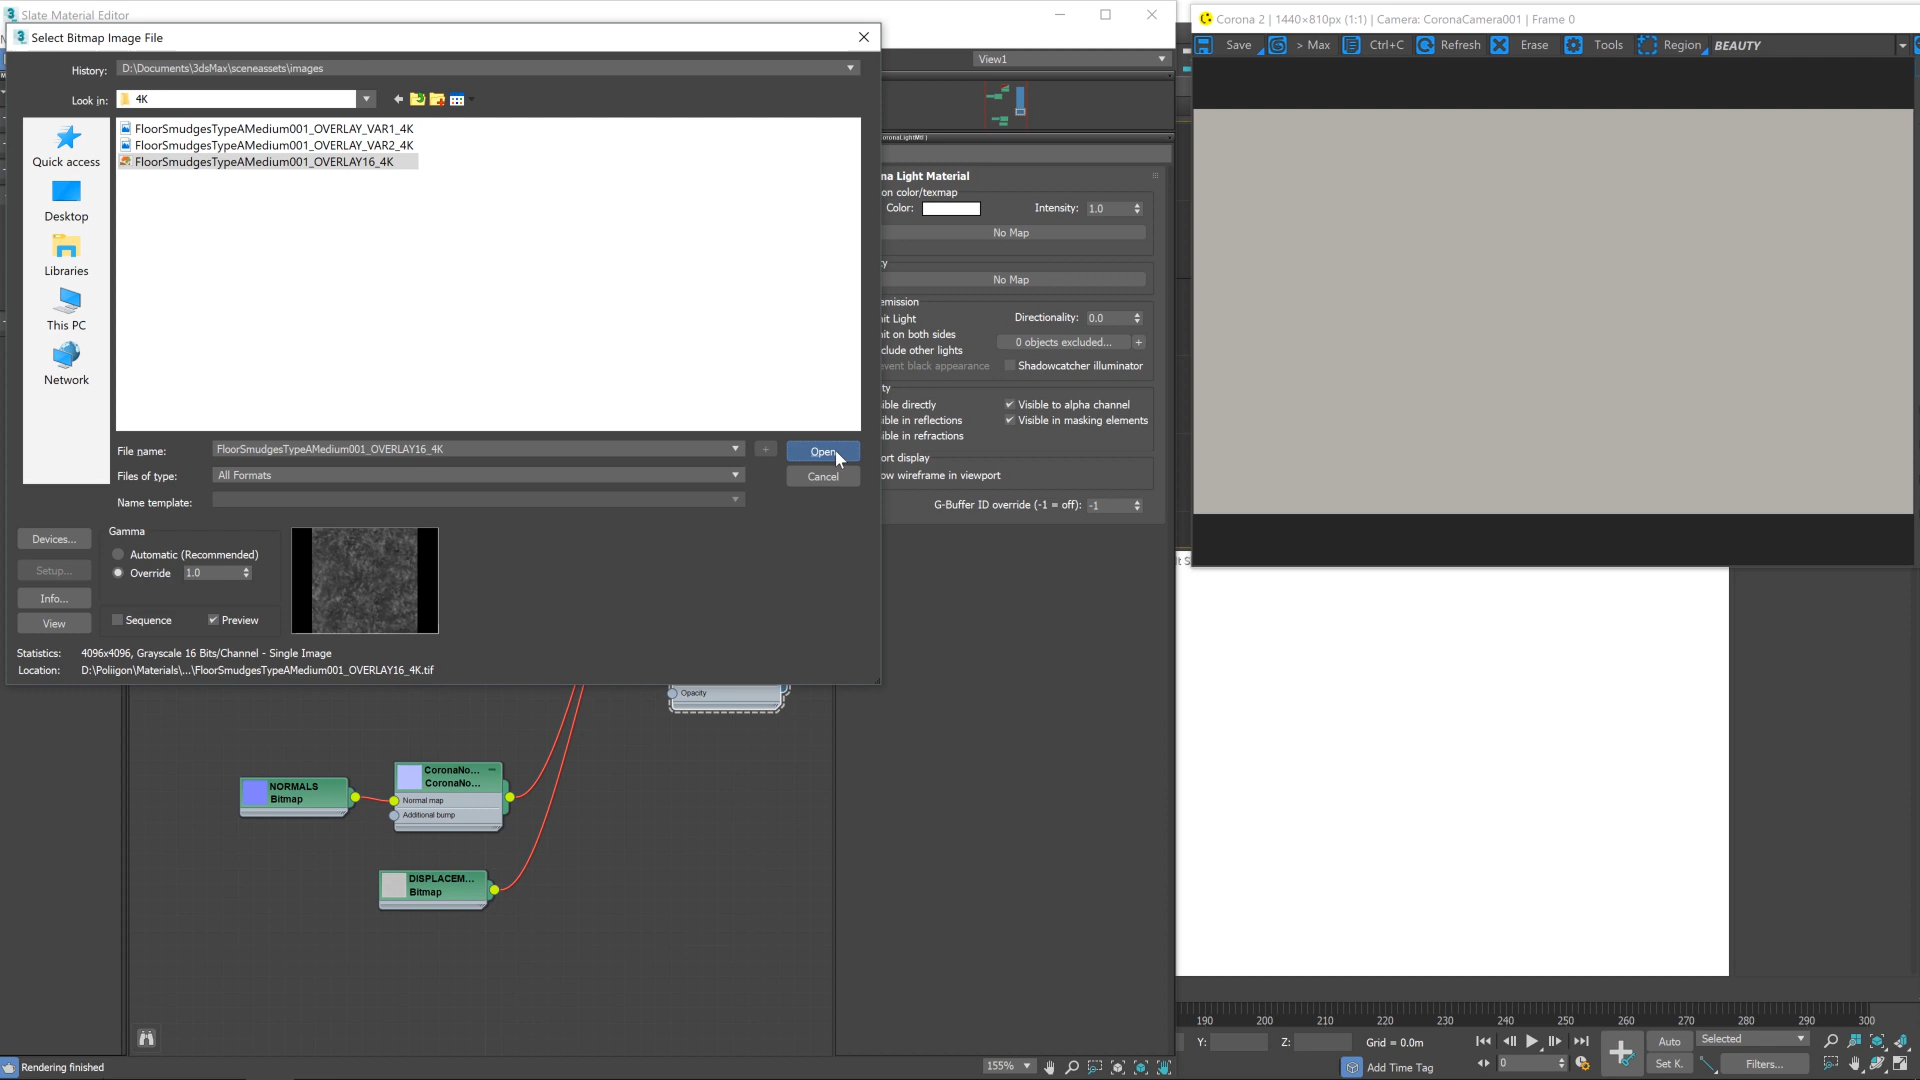 Slate Material Editor
Select Bitmap Image File
History: D:\Documents\3dsMax\sceneassets\images
Look in: 4K
FloorSmudgesTypeAMedium001_OVERLAY_VAR1_4K
FloorSmudgesTypeAMedium001_OVERLAY_VAR2_4K
FloorSmudgesTypeAMedium001_OVERLAY16_4K
Quick access
Desktop
Libraries
This PC
Network
File name: FloorSmudgesTypeAMedium001_OVERLAY16_4K
Open
Files of type: All Formats
Cancel
Name template:
Devices...
Setup...
Info...
View
Gamma
Automatic (Recommended)
Override 1.0
Sequence Preview
Statistics: 4096x4096, Grayscale 16 Bits/Channel - Single Image
Location: D:\Poliigon\Materials\...\FloorSmudgesTypeAMedium001_OVERLAY16_4K.tif
View1
oronaLightMtl )
na Light Material
on color/texmap
Color: Intensity: 1.0
No Map
ty
No Map
emission
nit Light Directionality: 0.0
nit on both sides 0 objects excluded... +
clude other lights
event black appearance Shadowcatcher illuminator
ity
ible directly Visible to alpha channel
ible in reflections Visible in masking elements
ible in refractions
ort display
ow wireframe in viewport
G-Buffer ID override (-1 = off): -1
Opacity
NORMALS
Bitmap
CoronaNo...
CoronaNo...
Normal map
Additional bump
DISPLACEM...
Bitmap
Rendering finished
155%
Corona 2 | 1440×810px (1:1) | Camera: CoronaCamera001 | Frame 0
Save > Max Ctrl+C Refresh Erase Tools Region BEAUTY
190 200 210 220 230 240 250 260 270 280 290 300
Y: Z: Grid = 0.0m
Add Time Tag
0
Auto Selected
Set K. Filters...